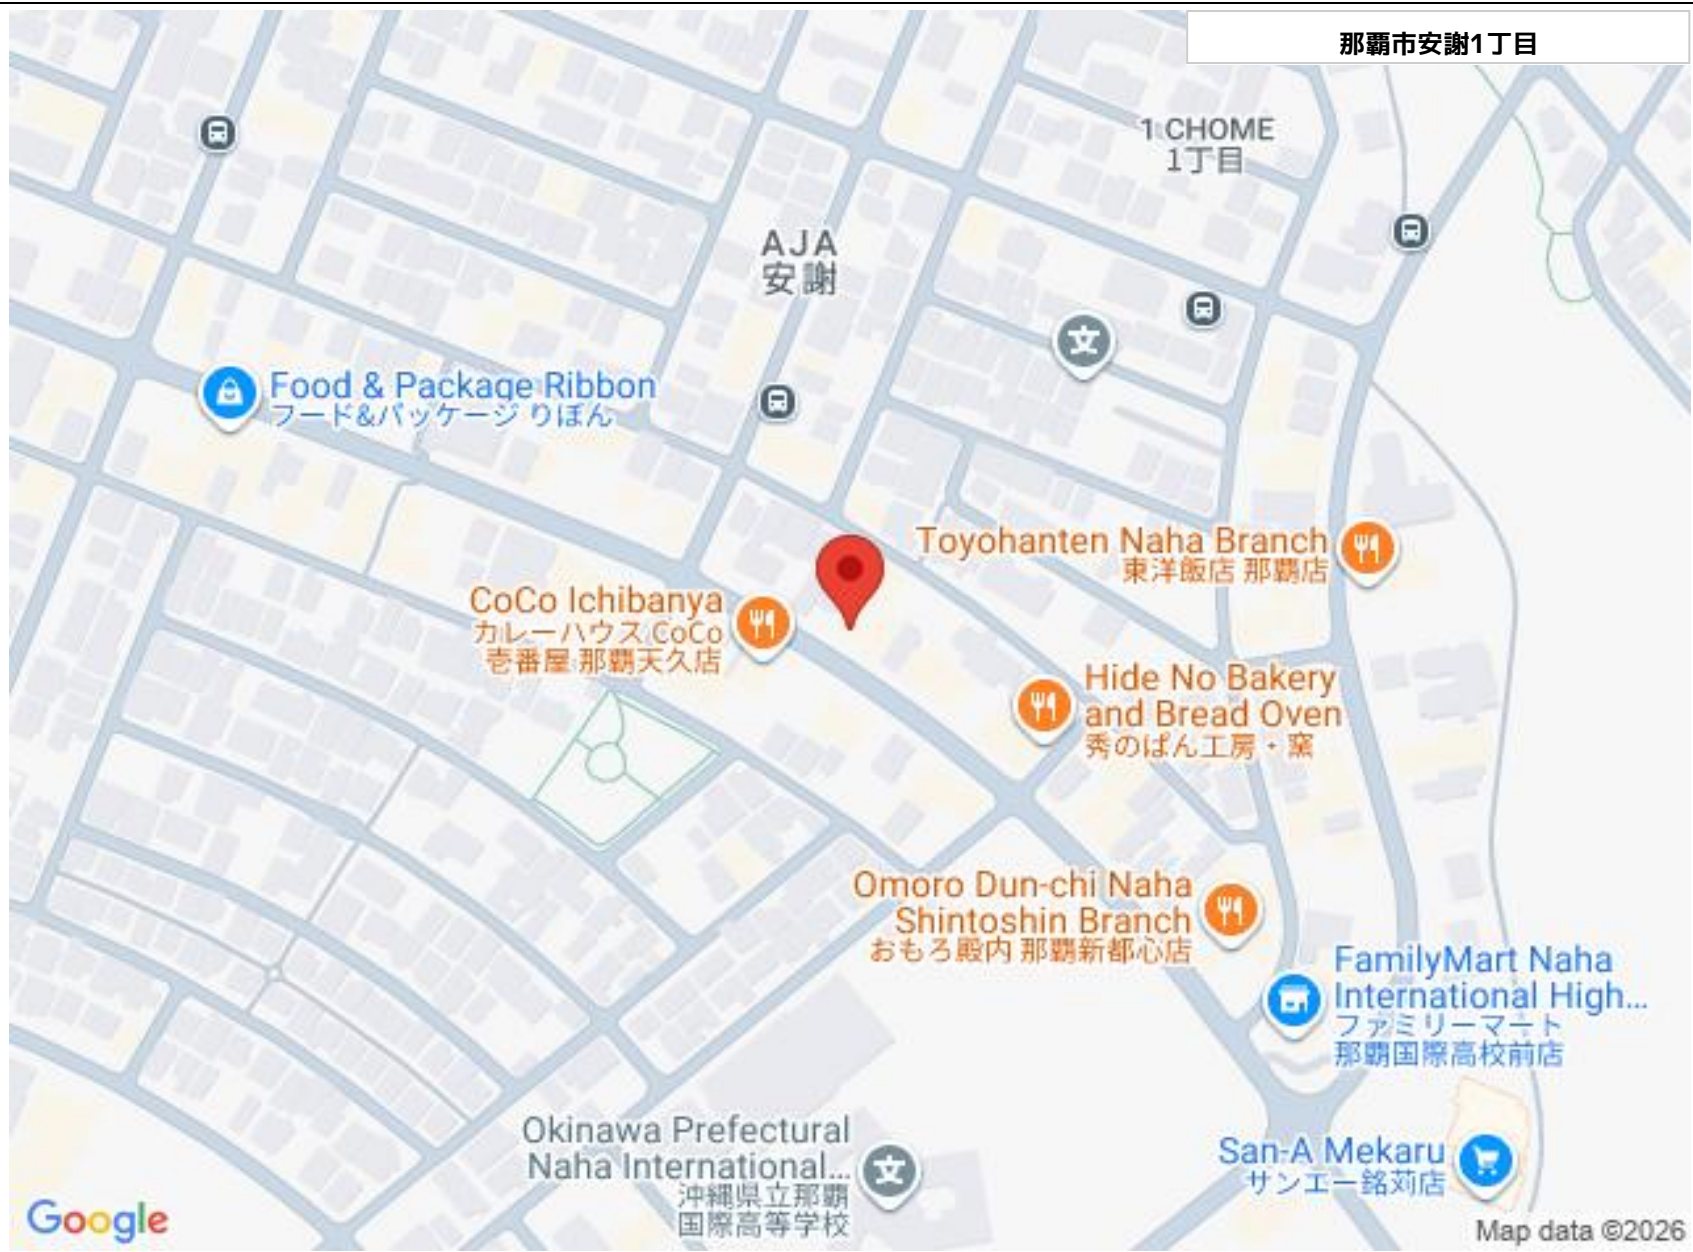 那覇市安謝1丁目
1 CHOME
1丁目
AJA
安謝
Food & Package Ribbon
フード&パッケージ りぼん
Toyohanten Naha Branch
東洋飯店 那覇店
CoCo Ichibanya
カレーハウス CoCo
壱番屋 那覇天久店
Hide No Bakery
and Bread Oven
秀のぱん工房・窯
Omoro Dun-chi Naha
Shintoshin Branch
おもろ殿内 那覇新都心店
FamilyMart Naha
International High...
ファミリーマート
那覇国際高校前店
Okinawa Prefectural
Naha International...
沖縄県立那覇
国際高等学校
San-A Mekaru
サンエー銘苅店
Google
Map data ©2026
文
文